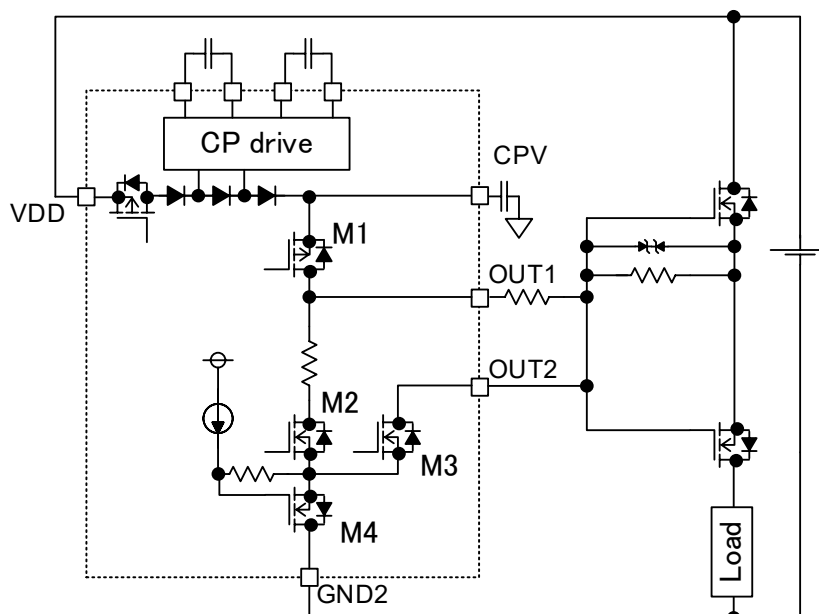 CP drive
CPV
VDD
M1
OUT1
OUT2
M2
M3
M4
Load
GND2